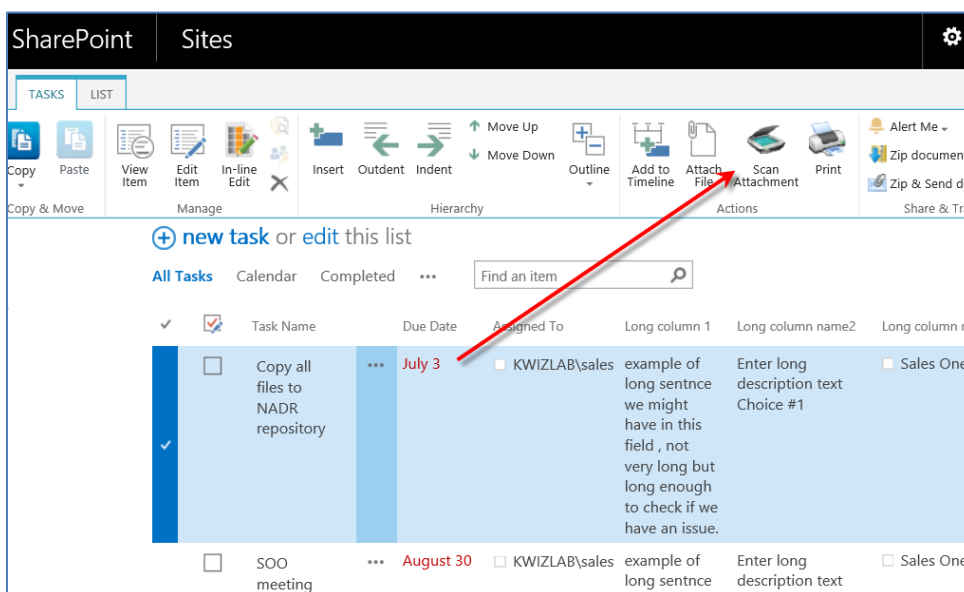 SharePoint Sites
TASKS LIST
Copy
Paste
View
Item
Edit
Item
In-line
Edit
Insert
Outdent
Indent
Move Up
Move Down
Outline
Add to
Timeline
Attach
File
Scan
Attachment
Print
Alert Me
Zip documen
Zip & Send d
Copy & Move
Manage
Hierarchy
Actions
Share & Tr
new task or edit this list
All Tasks Calendar Completed ••• Find an item
Task Name Due Date Assigned To Long column 1 Long column name2 Long column n
Copy all
files to
NADR
repository
•••
July 3
KWIZLAB\sales
example of
long sentnce
we might
have in this
field , not
very long but
long enough
to check if we
have an issue.
Enter long
description text
Choice #1
Sales One
SOO
meeting
•••
August 30
KWIZLAB\sales
example of
long sentnce
Enter long
description text
Sales One